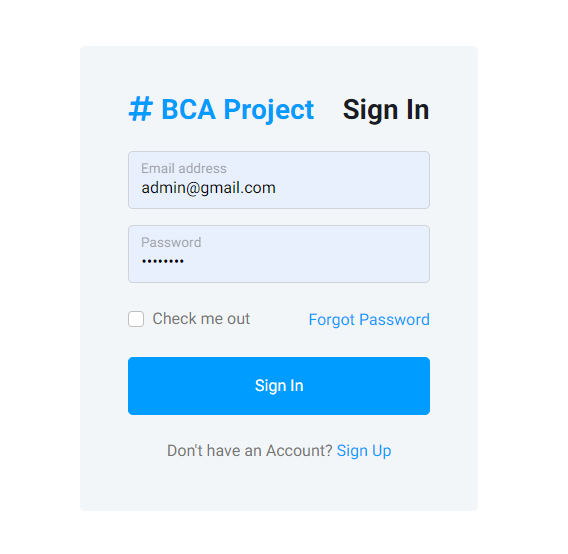 # BCA Project Sign In
Email address
admin@gmail.com
Password
••••••••
Check me out Forgot Password
Sign In
Don't have an Account? Sign Up